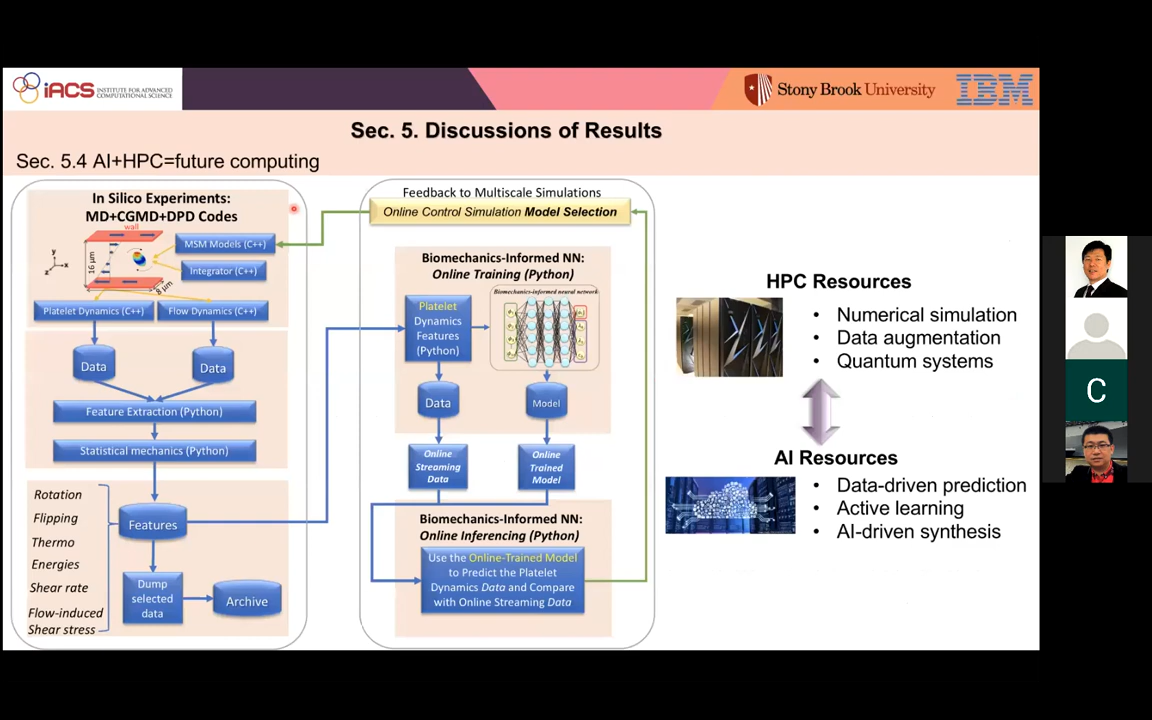 iACS INSTITUTE FOR ADVANCED
COMPUTATIONAL SCIENCE
Stony Brook University
IBM
Sec. 5. Discussions of Results
Sec. 5.4 AI+HPC=future computing
In Silico Experiments:
MD+CGMD+DPD Codes
wall
y
z
x
16 μm
8 μm
MSM Models (C++)
Integrator (C++)
Platelet Dynamics (C++)
Flow Dynamics (C++)
Data
Data
Feature Extraction (Python)
Statistical mechanics (Python)
Rotation
Flipping
Thermo
Energies
Shear rate
Flow-induced
Shear stress
Features
Dump
selected
data
Archive
Feedback to Multiscale Simulations
Online Control Simulation Model Selection
Biomechanics-Informed NN:
Online Training (Python)
Platelet
Dynamics
Features
(Python)
Biomechanics-informed neural network
Data
Model
Online
Streaming
Data
Online
Trained
Model
Biomechanics-Informed NN:
Online Inferencing (Python)
Use the Online-Trained Model
to Predict the Platelet
Dynamics Data and Compare
with Online Streaming Data
HPC Resources
• Numerical simulation
• Data augmentation
• Quantum systems
AI Resources
• Data-driven prediction
• Active learning
• AI-driven synthesis
C